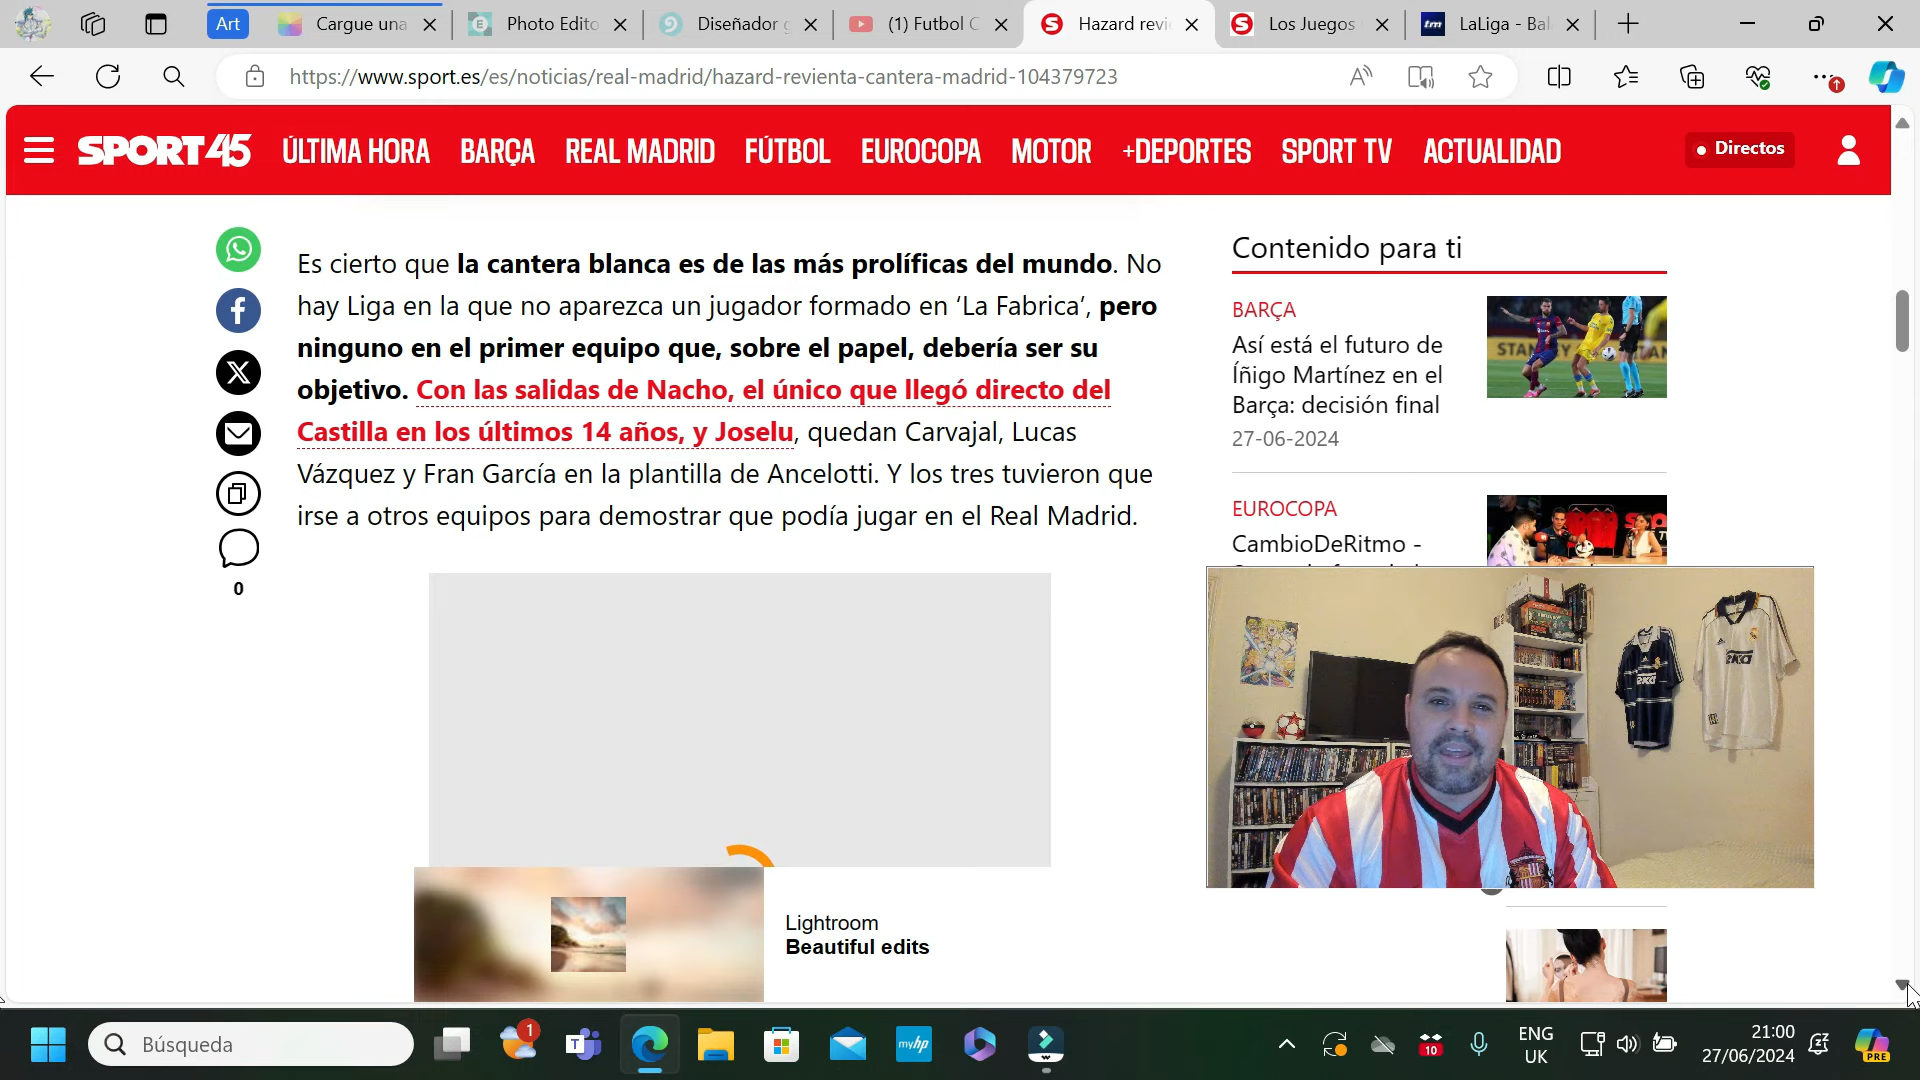 Art
Cargue una
Photo Edito
Diseñador g
(1) Futbol C
Hazard revi
Los Juegos
LaLiga - Bal
https://www.sport.es/es/noticias/real-madrid/hazard-revienta-cantera-madrid-104379723
SPORT 45 ÚLTIMA HORA BARÇA REAL MADRID FÚTBOL EUROCOPA MOTOR +DEPORTES SPORT TV ACTUALIDAD Directos
Es cierto que la cantera blanca es de las más prolíficas del mundo. No
hay Liga en la que no aparezca un jugador formado en ‘La Fabrica’, pero
ninguno en el primer equipo que, sobre el papel, debería ser su
objetivo. Con las salidas de Nacho, el único que llegó directo del
Castilla en los últimos 14 años, y Joselu, quedan Carvajal, Lucas
Vázquez y Fran García en la plantilla de Ancelotti. Y los tres tuvieron que
irse a otros equipos para demostrar que podía jugar en el Real Madrid.
0
Contenido para ti
BARÇA
Así está el futuro de
Íñigo Martínez en el
Barça: decisión final
27-06-2024
EUROCOPA
CambioDeRitmo -
Lightroom
Beautiful edits
Búsqueda
1
myhp
10
ENG
UK
21:00
27/06/2024
PRE